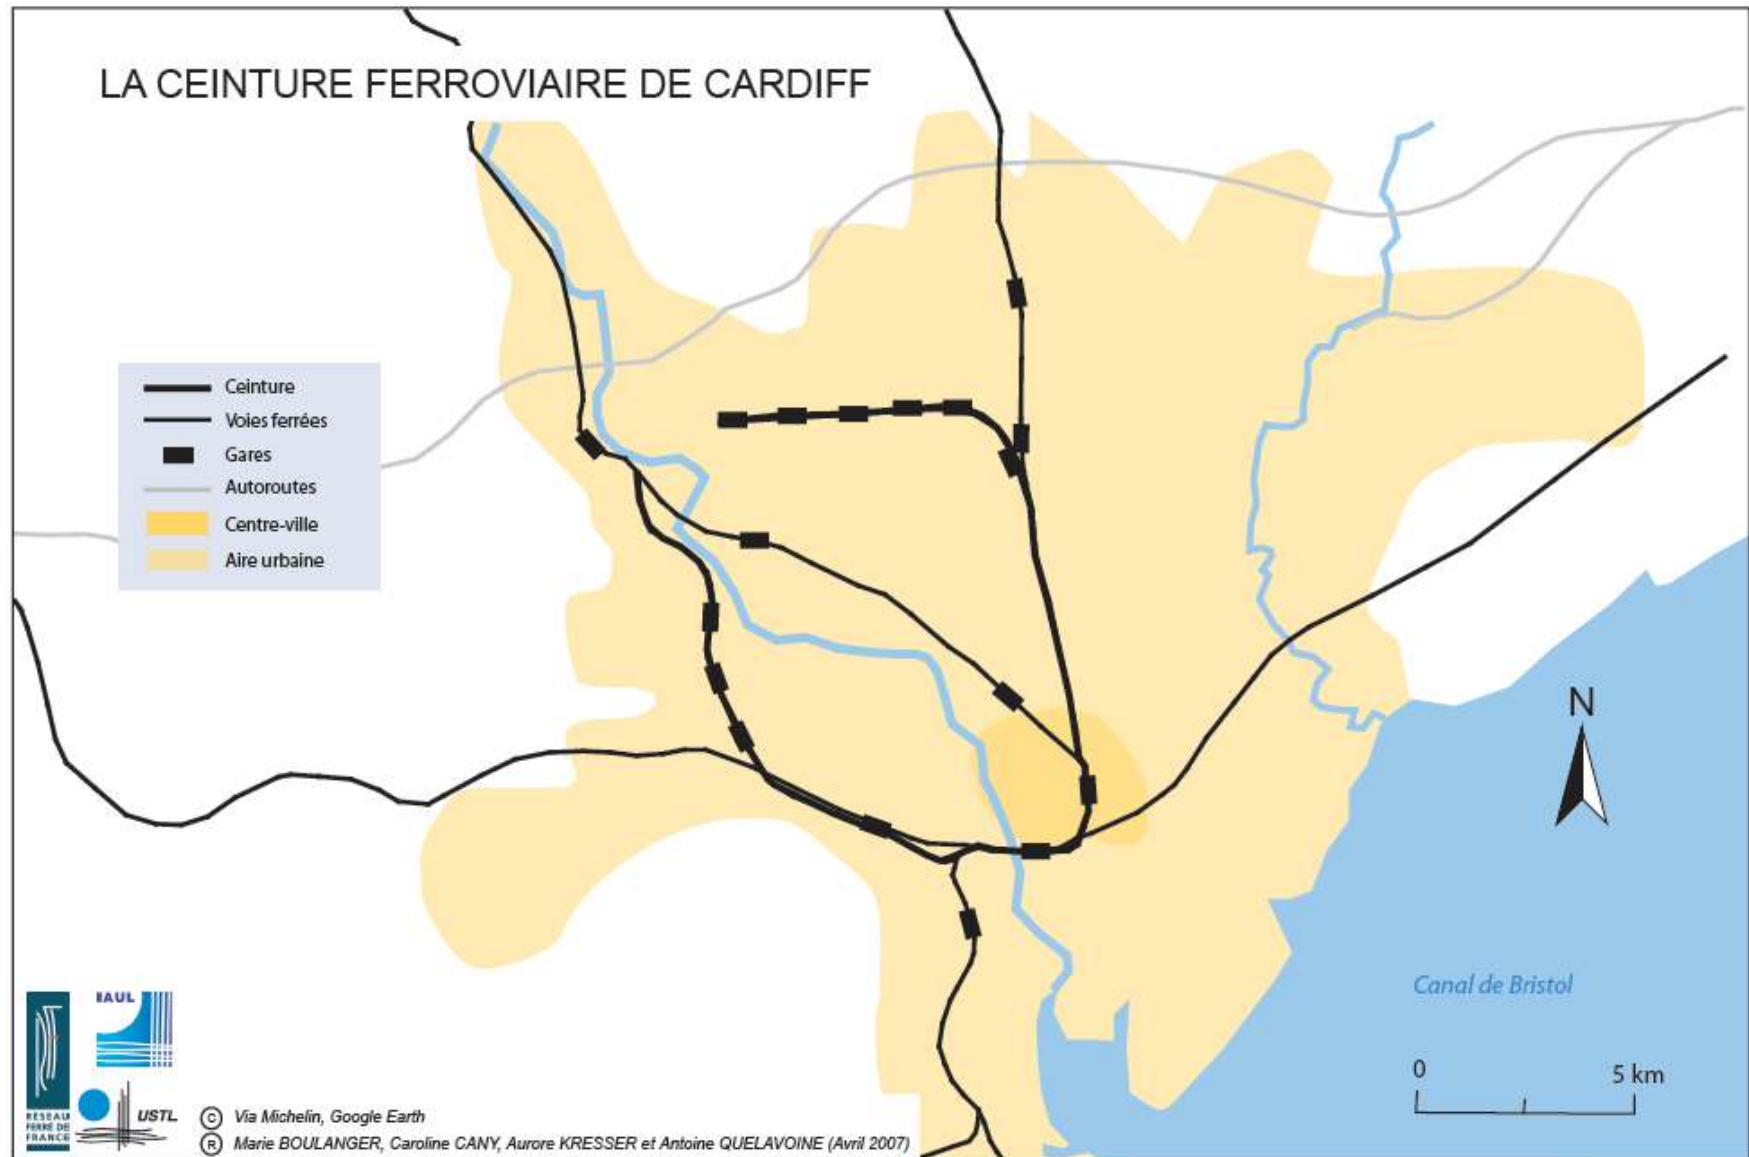 LA CEINTURE FERROVIAIRE DE CARDIFF
Ceinture
Voies ferrées
Gares
Autoroutes
Centre-ville
Aire urbaine
N
Canal de Bristol
0 5 km
IAUL
RÉSEAU
FERRÉ DE
FRANCE
USTL
C Via Michelin, Google Earth
R Marie BOULANGER, Caroline CANY, Aurore KRESSER et Antoine QUELAVOINE (Avril 2007)